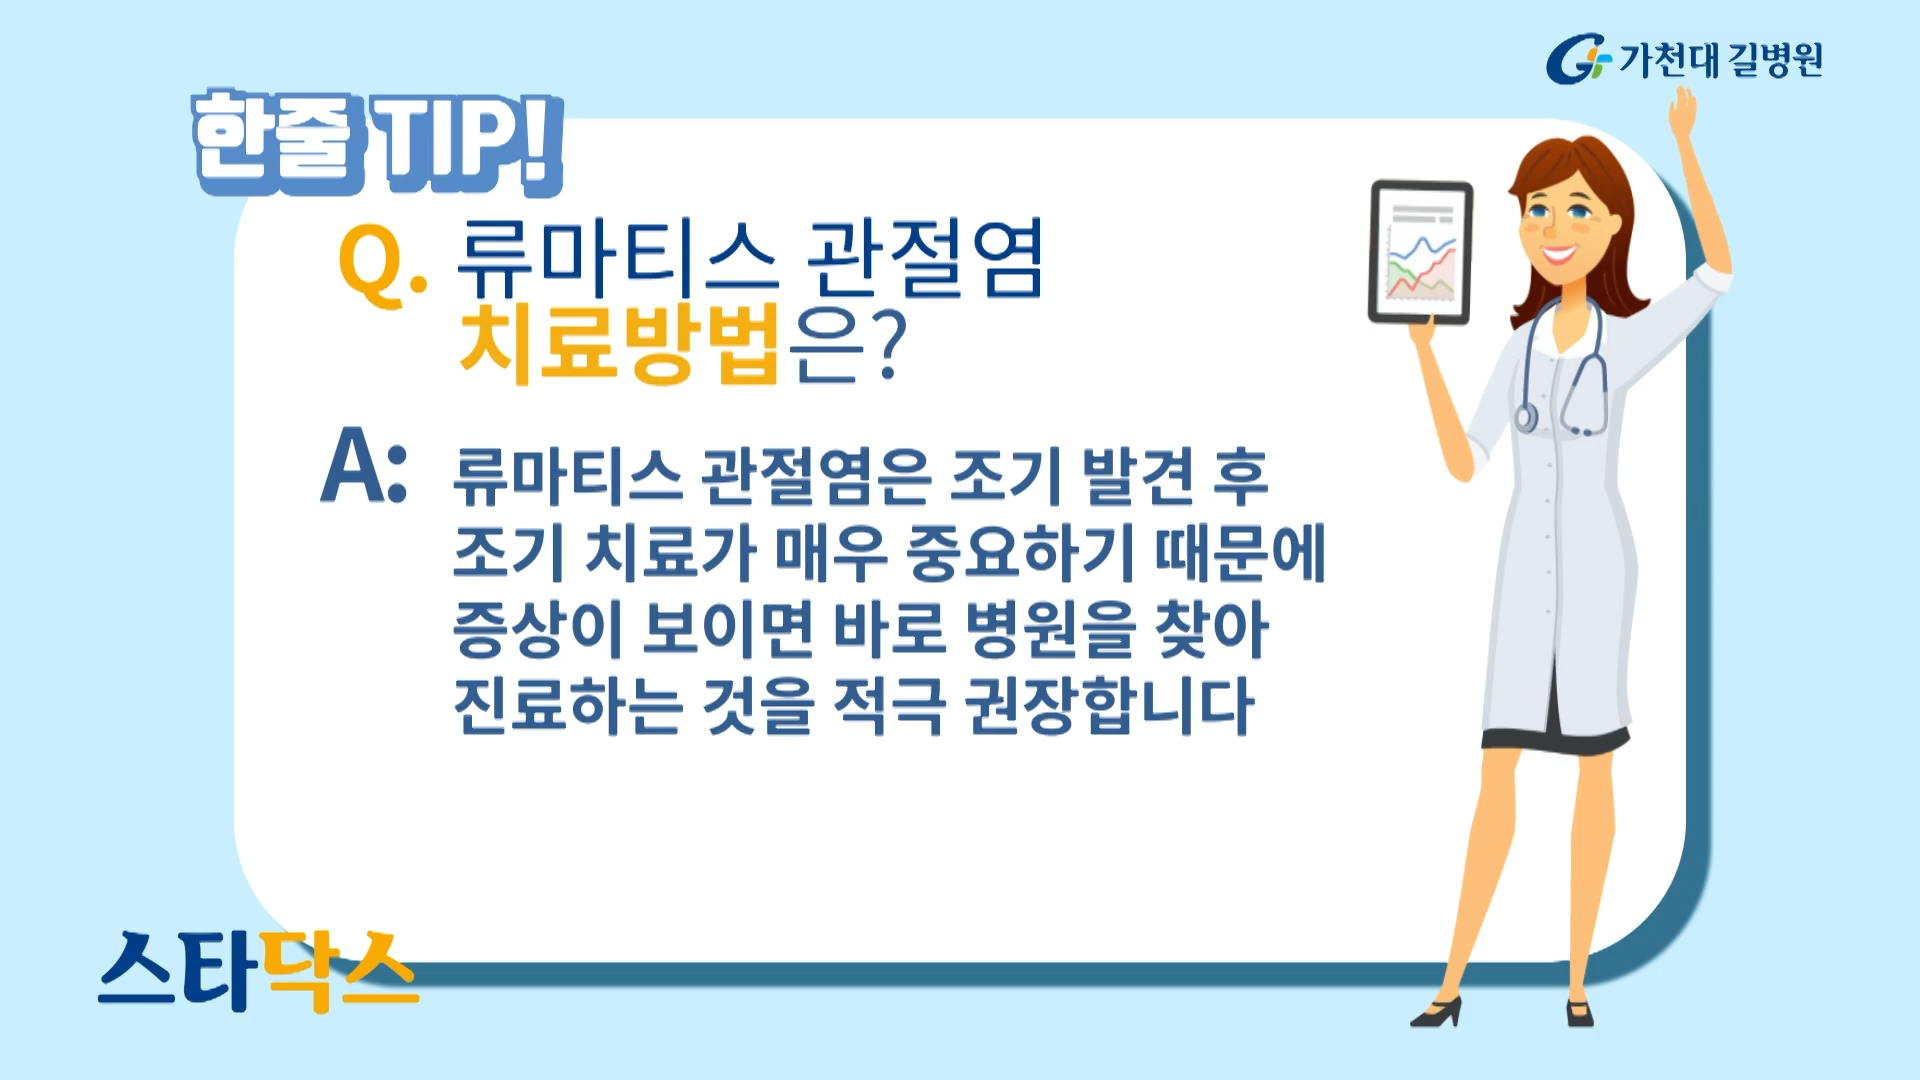 가천대 길병원
한줄 TIP!
Q. 류마티스 관절염
치료방법은?
A: 류마티스 관절염은 조기 발견 후
조기 치료가 매우 중요하기 때문에
증상이 보이면 바로 병원을 찾아
진료하는 것을 적극 권장합니다
스타닥스